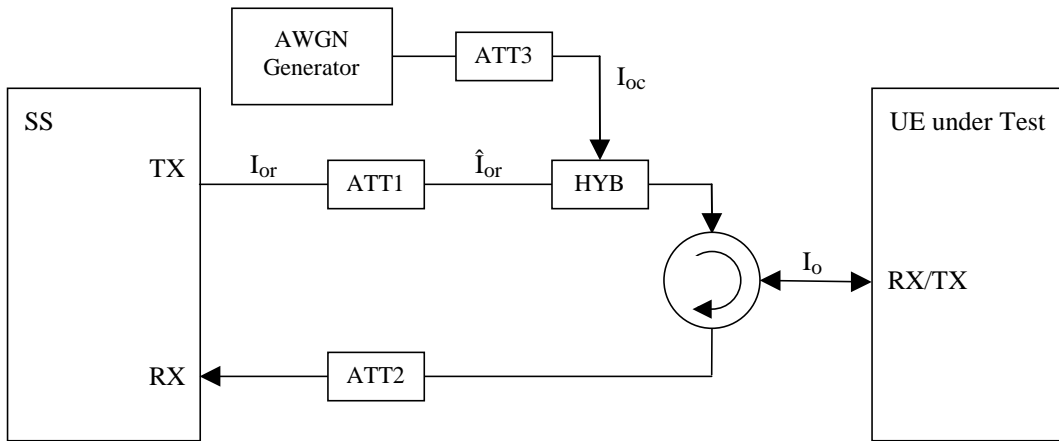 AWGN
Generator
ATT3
I_oc
SS
UE under Test
TX
I_or
ATT1
Î_or
HYB
I_o
RX/TX
RX
ATT2